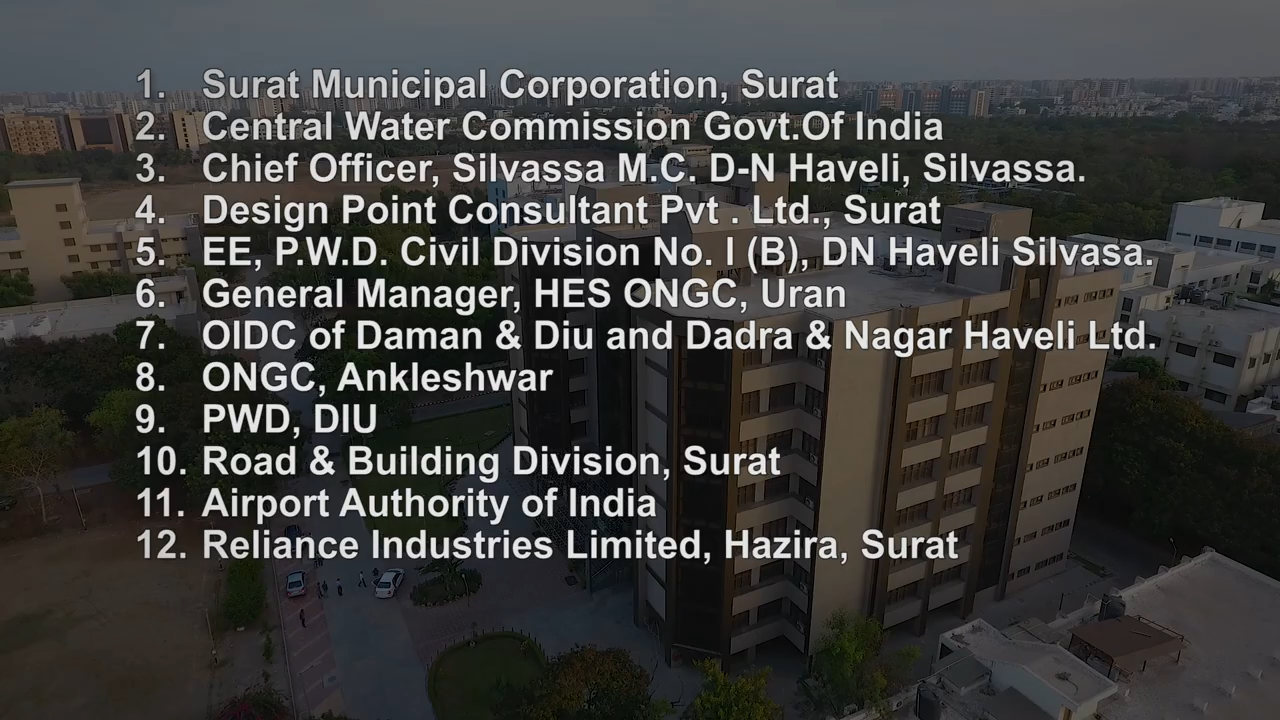 1. Surat Municipal Corporation, Surat
2. Central Water Commission Govt.Of India
3. Chief Officer, Silvassa M.C. D-N Haveli, Silvassa.
4. Design Point Consultant Pvt . Ltd., Surat
5. EE, P.W.D. Civil Division No. I (B), DN Haveli Silvasa.
6. General Manager, HES ONGC, Uran
7. OIDC of Daman & Diu and Dadra & Nagar Haveli Ltd.
8. ONGC, Ankleshwar
9. PWD, DIU
10. Road & Building Division, Surat
11. Airport Authority of India
12. Reliance Industries Limited, Hazira, Surat